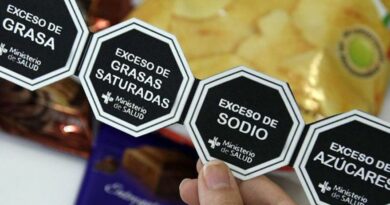 EXCESO DE
GRASA
Ministerio
de SALUD
EXCESO DE
GRASAS
SATURADAS
Ministerio
de SALUD
EXCESO DE
SODIO
Ministerio
de SALUD
EXCESO DE
AZÚCARES
Ministerio
de SALUD